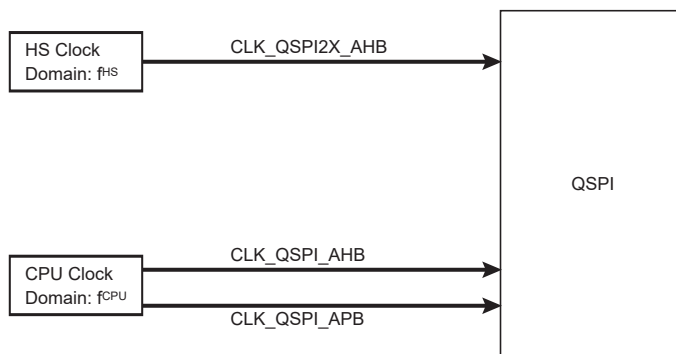 HS Clock
Domain: fHS
CLK_QSPI2X_AHB
QSPI
CPU Clock
Domain: fCPU
CLK_QSPI_AHB
CLK_QSPI_APB